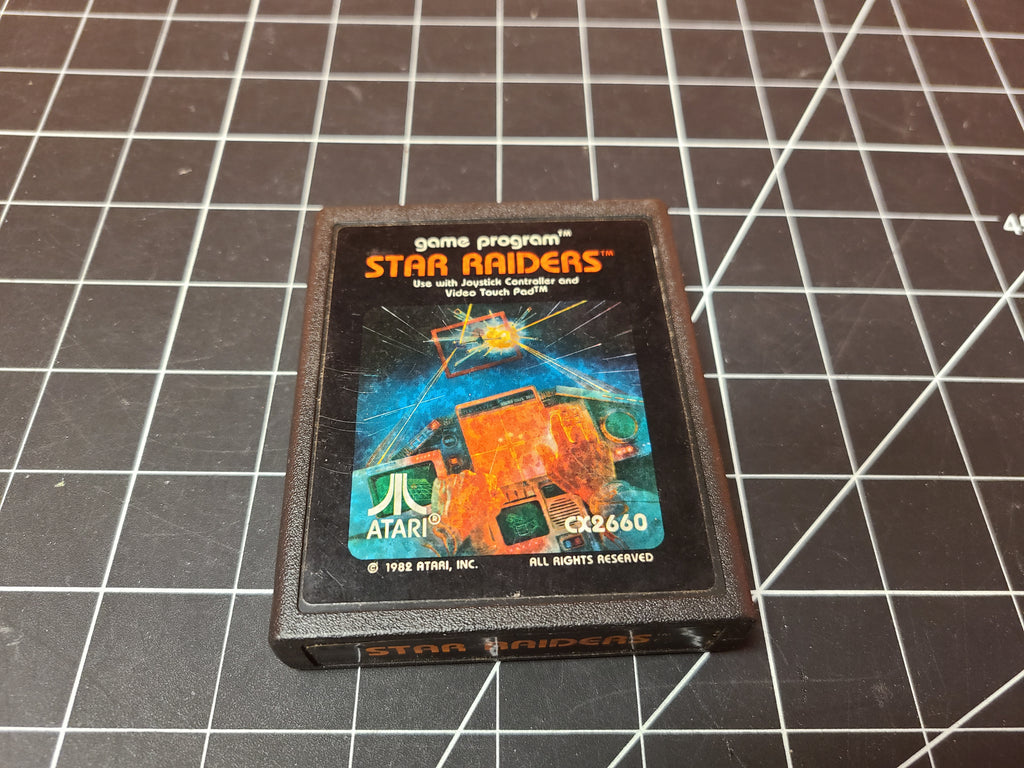 game program™
STAR RAIDERS™
Use with Joystick Controller and
Video Touch Pad™
ATARI®
CX2660
© 1982 ATARI, INC.
ALL RIGHTS RESERVED
STAR RAIDERS